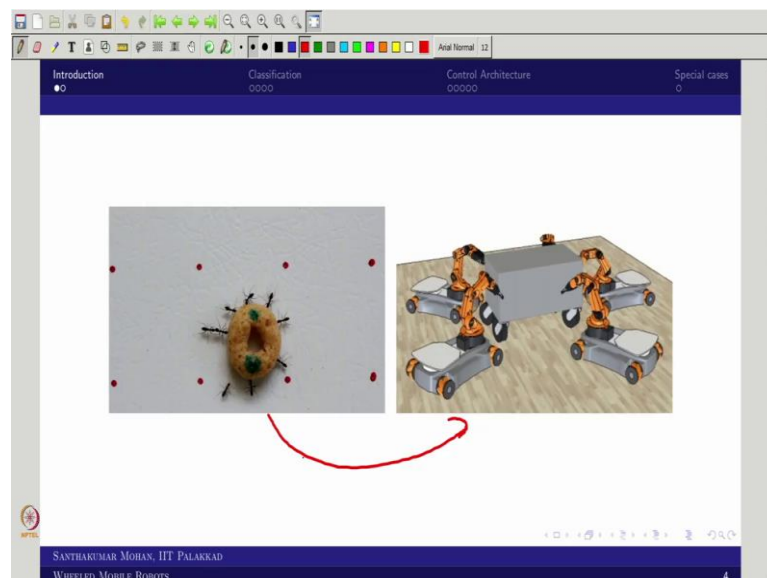 T
Arial Normal 12
Introduction Classification Control Architecture Special cases
NPTEL
SANTHAKUMAR MOHAN, IIT PALAKKAD
WHEELED MOBILE ROBOTS 4